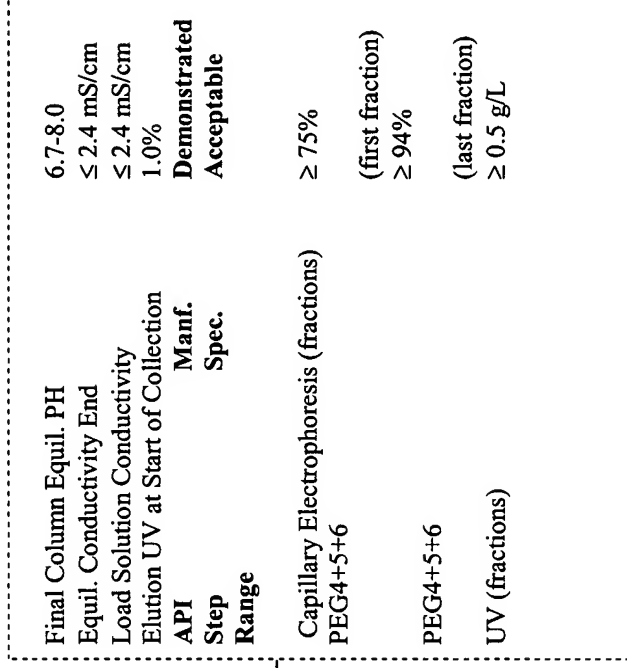 Final Column Equil. PH 6.7-8.0
Equil. Conductivity End ≤ 2.4 mS/cm
Load Solution Conductivity ≤ 2.4 mS/cm
Elution UV at Start of Collection 1.0%
API Manf. Demonstrated
Step Spec. Acceptable
Range
Capillary Electrophoresis (fractions)
PEG4+5+6 ≥ 75%
(first fraction)
PEG4+5+6 ≥ 94%
(last fraction)
UV (fractions) ≥ 0.5 g/L